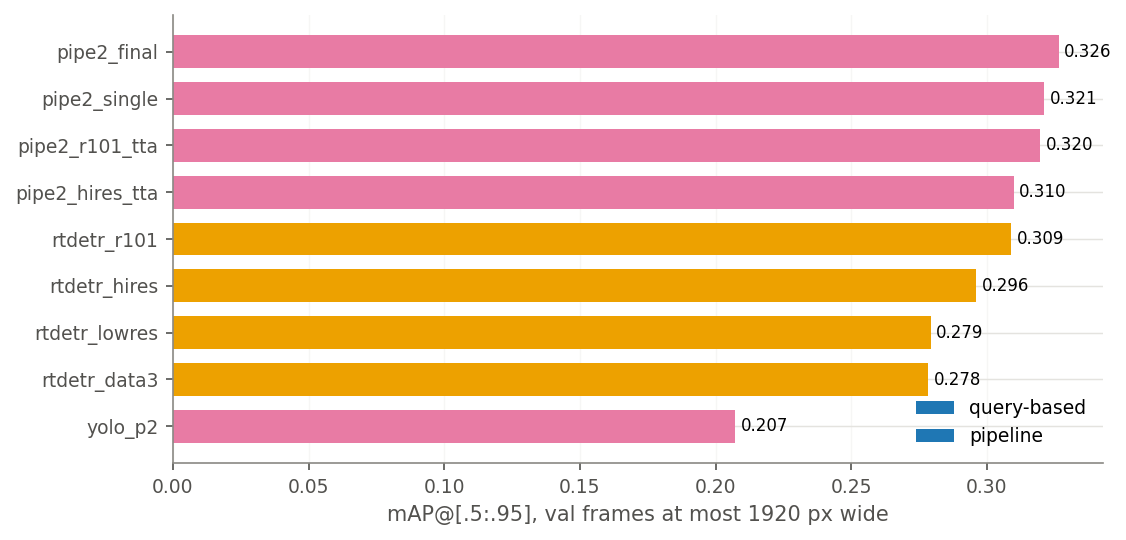 pipe2_final 0.326
pipe2_single 0.321
pipe2_r101_tta 0.320
pipe2_hires_tta 0.310
rtdetr_r101 0.309
rtdetr_hires 0.296
rtdetr_lowres 0.279
rtdetr_data3 0.278
query-based
yolo_p2 0.207
pipeline
0.00 0.05 0.10 0.15 0.20 0.25 0.30
mAP@[.5:.95], val frames at most 1920 px wide